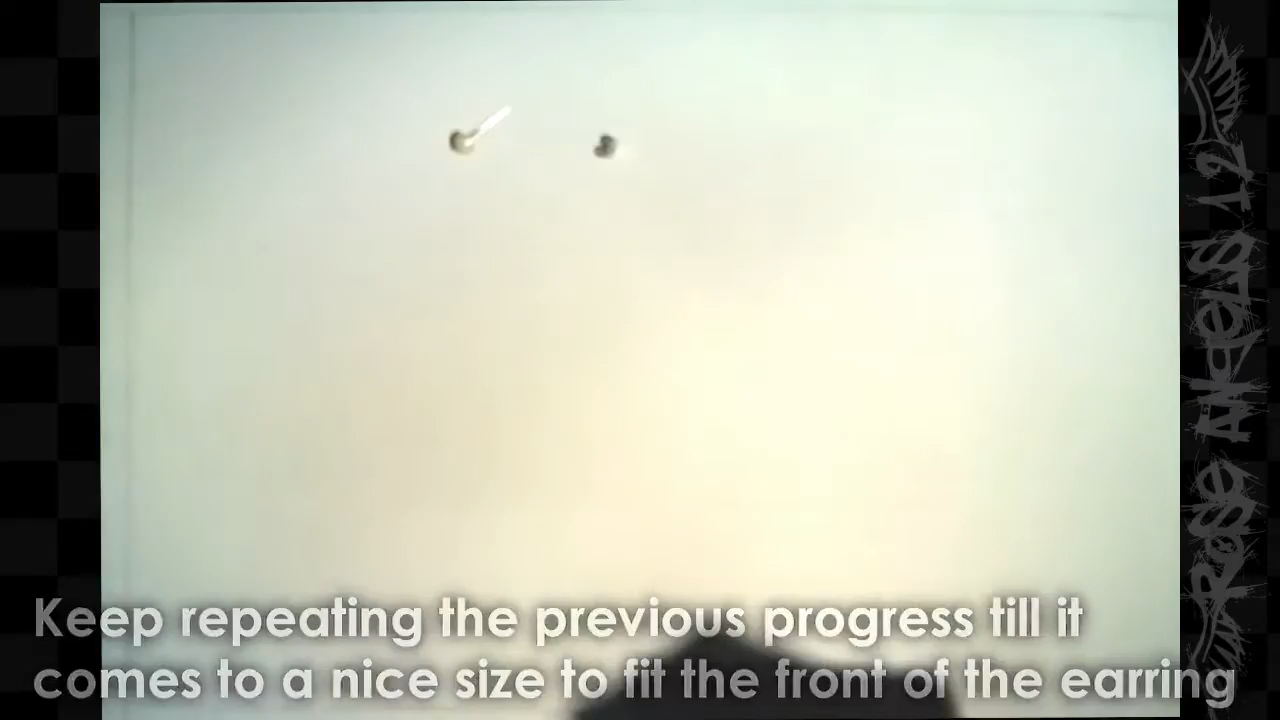 Keep repeating the previous progress till it
comes to a nice size to fit the front of the earring
ROSE ANGELS 12